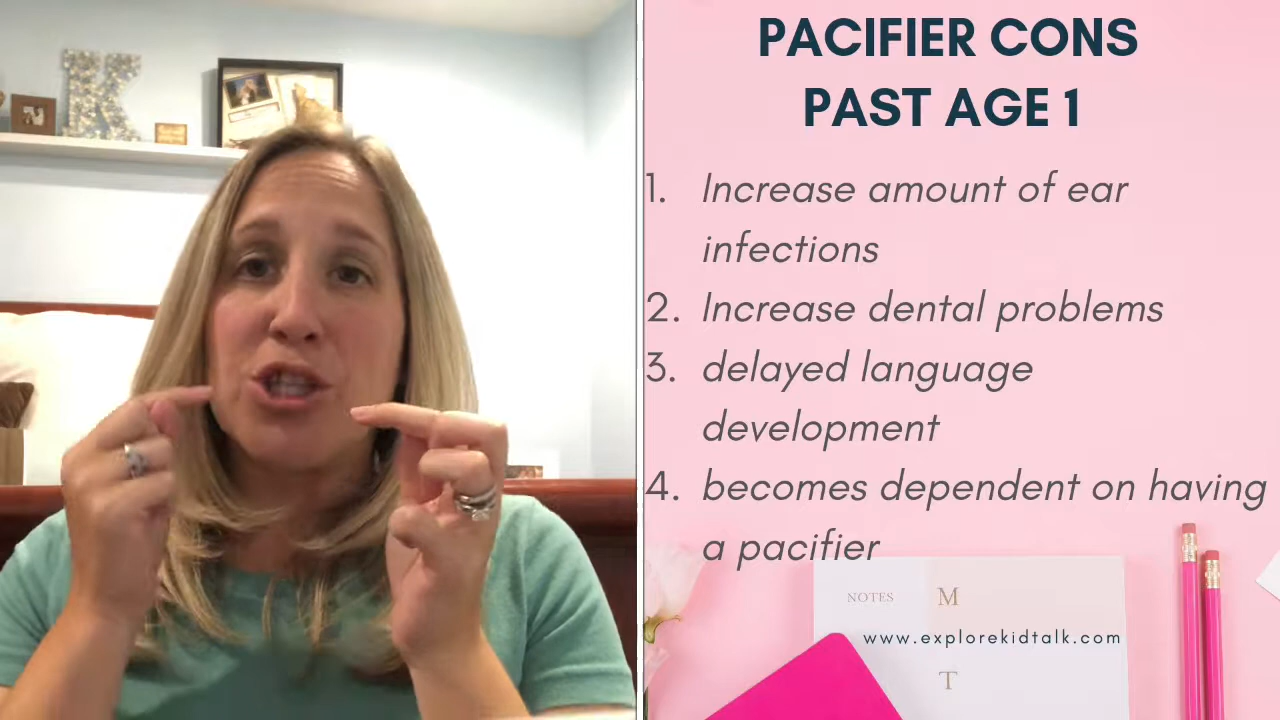 K
PACIFIER CONS
PAST AGE 1
1. Increase amount of ear
infections
2. Increase dental problems
3. delayed language
development
4. becomes dependent on having
a pacifier
NOTES M
www.explorekidtalk.com
T